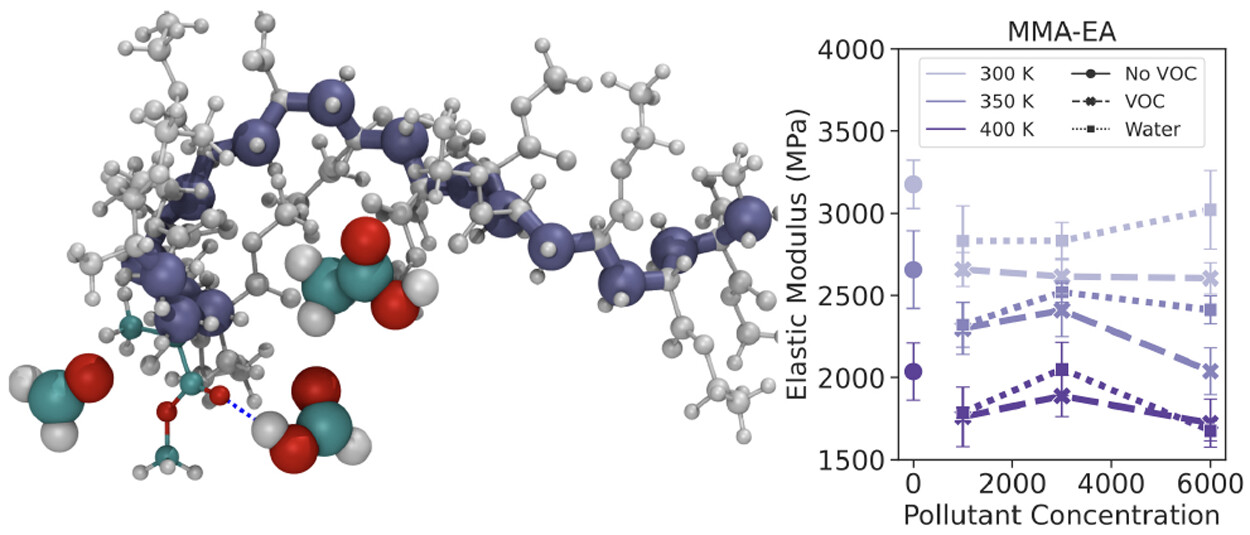 MMA-EA
4000
3500
3000
2500
2000
1500
Elastic Modulus (MPa)
300 K
350 K
400 K
No VOC
VOC
Water
0 2000 4000 6000
Pollutant Concentration